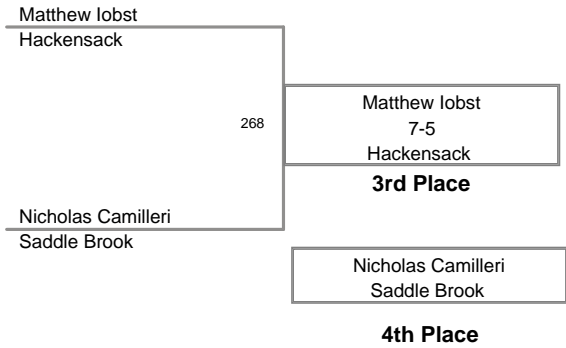 Matthew Iobst
Hackensack
268
Matthew Iobst
7-5
Hackensack
3rd Place
Nicholas Camilleri
Saddle Brook
Nicholas Camilleri
Saddle Brook
4th Place